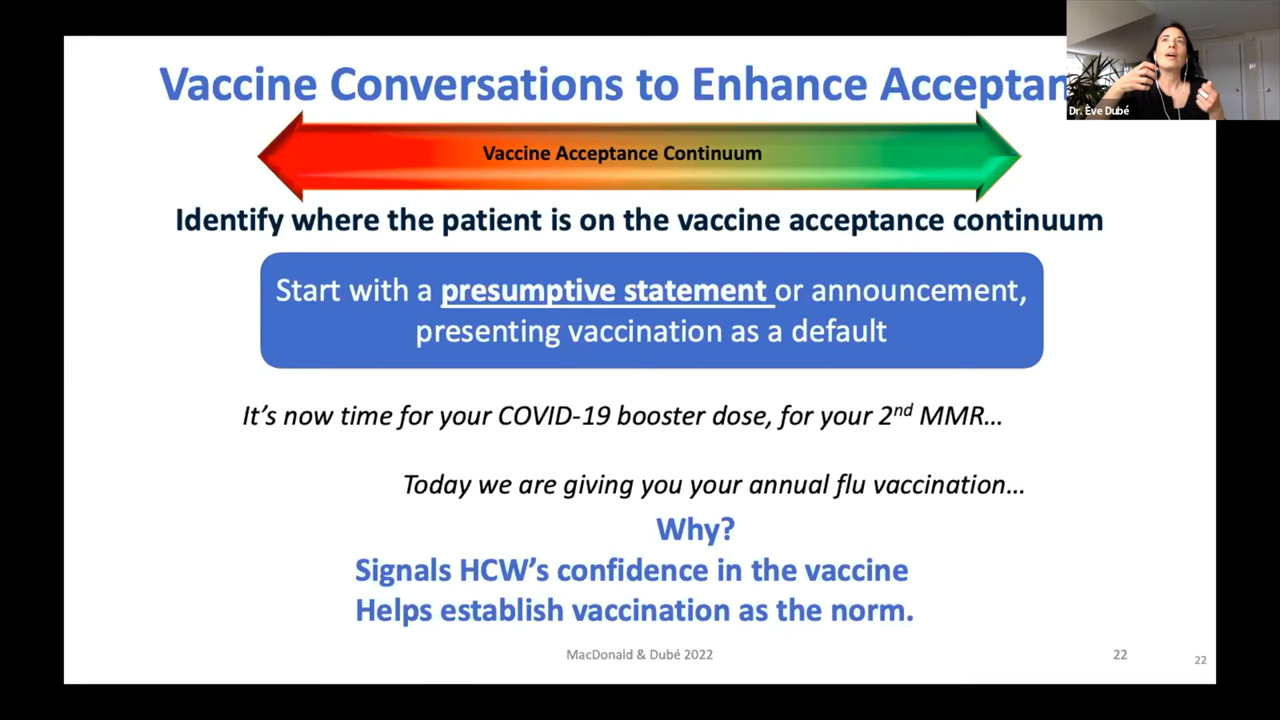 Vaccine Conversations to Enhance
Dr. Ève Dubé
Vaccine Acceptance Continuum
Identify where the patient is on the vaccine acceptance continuum
Start with a presumptive statement or announcement,
presenting vaccination as a default
It's now time for your COVID-19 booster dose, for your 2nd MMR…
Today we are giving you your annual flu vaccination…
Why?
Signals HCW's confidence in the vaccine
Helps establish vaccination as the norm.
MacDonald & Dubé 2022
22
22